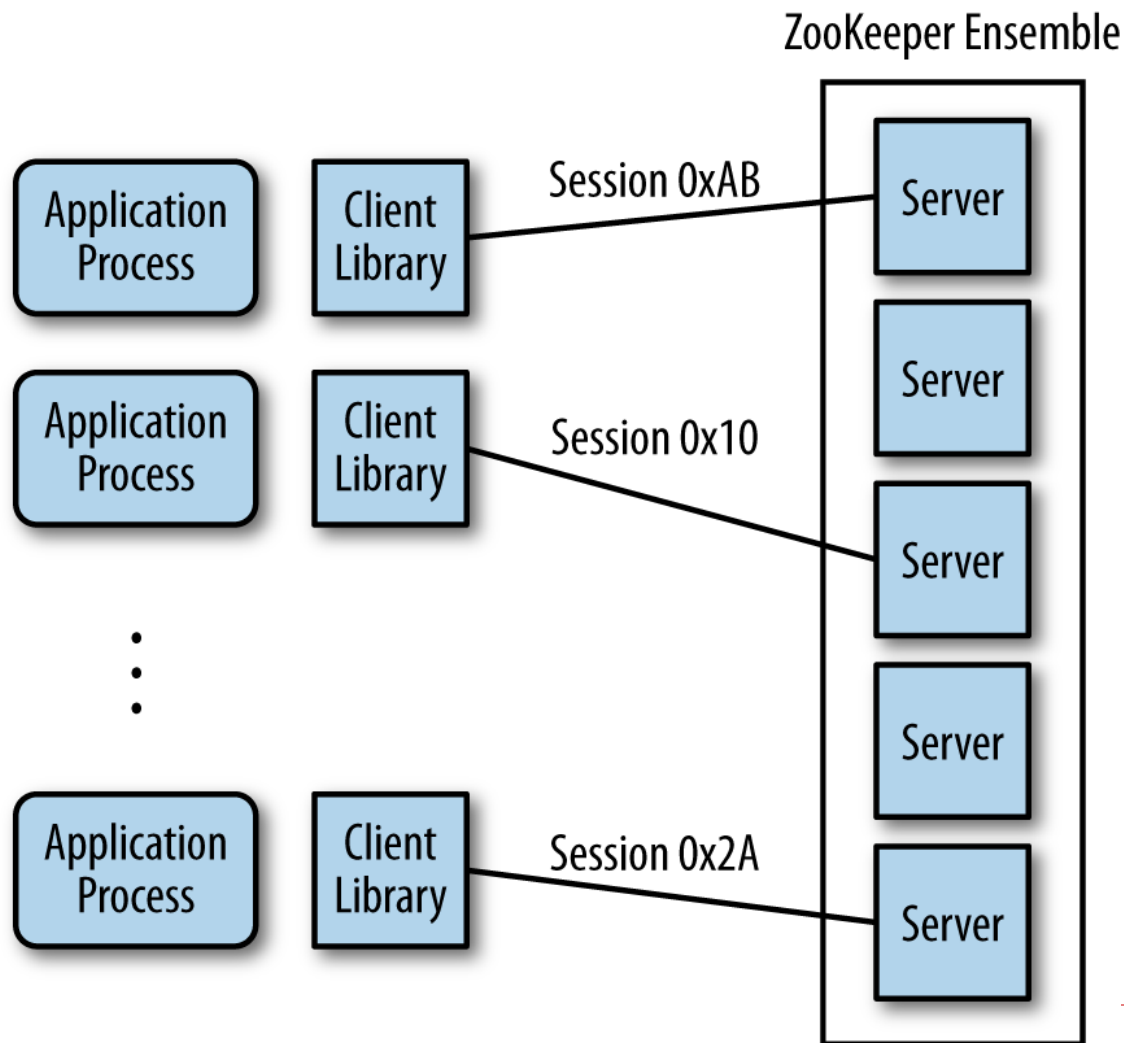 ZooKeeper Ensemble
Application
Process
Client
Library
Session 0xAB
Server
Server
Application
Process
Client
Library
Session 0x10
Server
Server
Application
Process
Client
Library
Session 0x2A
Server